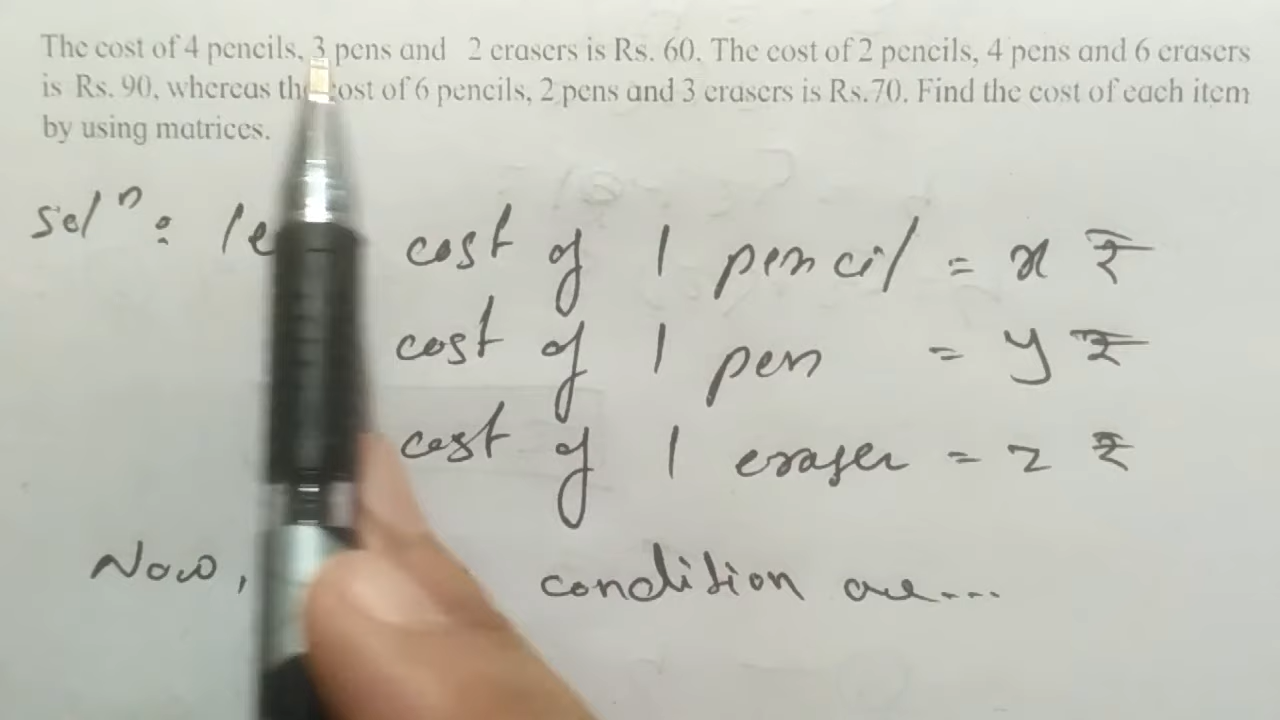 The cost of 4 pencils, 3 pens and 2 erasers is Rs. 60. The cost of 2 pencils, 4 pens and 6 erasers
is Rs. 90, whereas the cost of 6 pencils, 2 pens and 3 erasers is Rs.70. Find the cost of each item
by using matrices.
Solⁿ : cost of 1 pencil = x ₹
cost of 1 pen = y ₹
cost of 1 eraser = z ₹
Now, condition are...